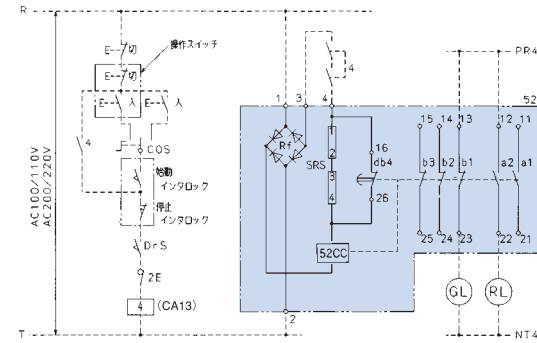 R
E 切
操作スイッチ
E 切
E 入 E 入
4
COS
始動
インタロック
停止
インタロック
DrS
2E
4 (CA13)
T
AC100/110V
AC200/220V
4
1 3 4
Rf
SRS
1
2
3
4
16
db4
26
52CC
2
PR4
52
15 14 13 12 11
b3 b2 b1 a2 a1
25 24 23 22 21
GL RL
NT4